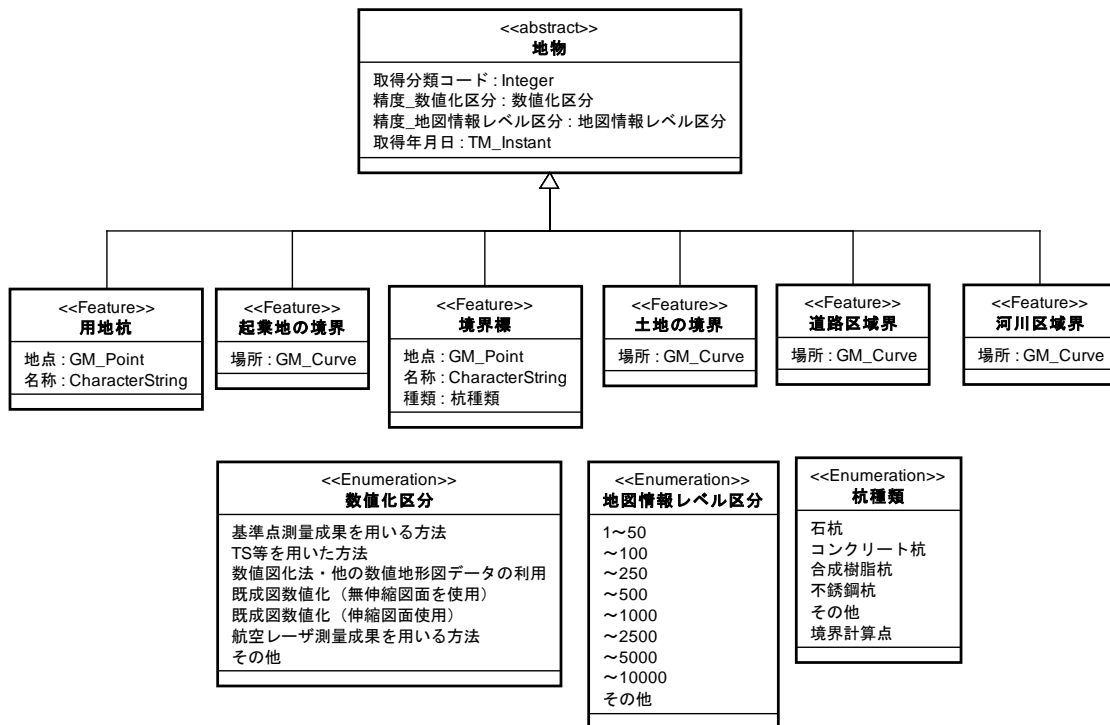 <<abstract>>
地物
取得分類コード : Integer
精度_数値化区分 : 数値化区分
精度_地図情報レベル区分 : 地図情報レベル区分
取得年月日 : TM_Instant
<<Feature>>
用地杭
地点 : GM_Point
名称 : CharacterString
<<Feature>>
起業地の境界
場所 : GM_Curve
<<Feature>>
境界標
地点 : GM_Point
名称 : CharacterString
種類 : 杭種類
<<Feature>>
土地の境界
場所 : GM_Curve
<<Feature>>
道路区域界
場所 : GM_Curve
<<Feature>>
河川区域界
場所 : GM_Curve
<<Enumeration>>
数値化区分
基準点測量成果を用いる方法
TS等を用いた方法
数値図化法・他の数値地形図データの利用
既成図数値化（無伸縮図面を使用）
既成図数値化（伸縮図面使用）
航空レーザ測量成果を用いる方法
その他
<<Enumeration>>
地図情報レベル区分
1～50
～100
～250
～500
～1000
～2500
～5000
～10000
その他
<<Enumeration>>
杭種類
石杭
コンクリート杭
合成樹脂杭
不銹鋼杭
その他
境界計算点